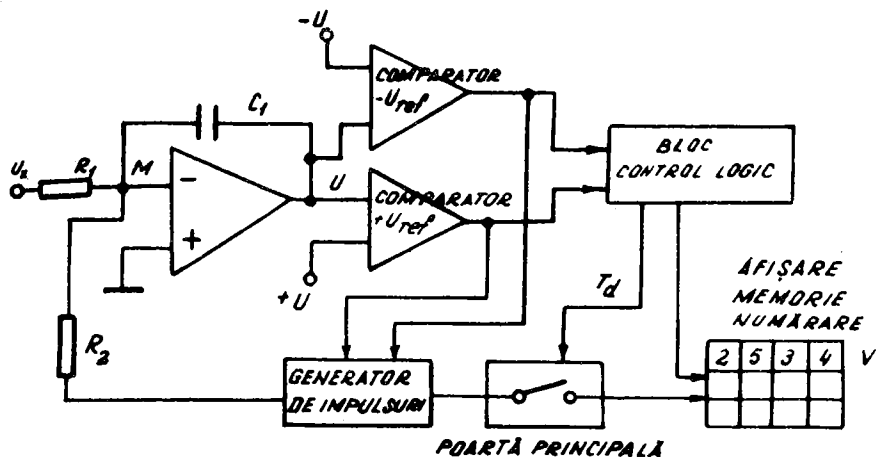 -U
COMPARATOR
-Uref
C1
BLOC
CONTROL LOGIC
Ux
R1
M
-
+
U
COMPARATOR
+Uref
+U
Td
AFIȘARE
MEMORIE
NUMĂRARE
2 5 3 4 V
R2
GENERATOR
DE IMPULSURI
POARTĂ PRINCIPALĂ